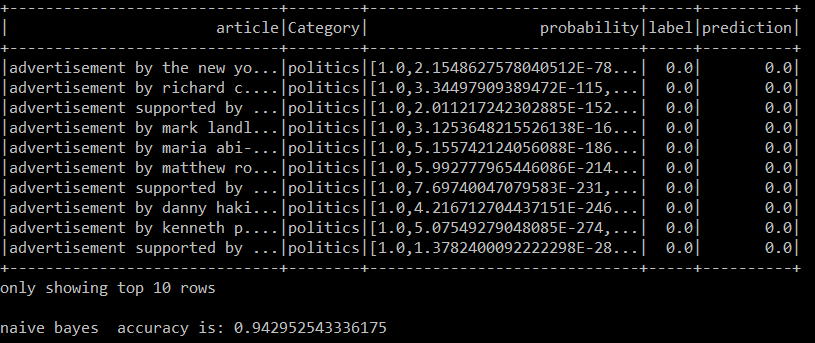 +--------------------+--------+--------------------+-----+----------+
|             article|Category|         probability|label|prediction|
+--------------------+--------+--------------------+-----+----------+
|advertisement by the new yo...|politics|[1.0,2.1548627578040512E-78...|  0.0|       0.0|
|advertisement by richard c....|politics|[1.0,3.34497909389472E-115,...|  0.0|       0.0|
|advertisement supported by ...|politics|[1.0,2.011217242302885E-152...|  0.0|       0.0|
|advertisement by mark landl...|politics|[1.0,3.1253648215526138E-16...|  0.0|       0.0|
|advertisement by maria abi-...|politics|[1.0,5.155742124056088E-186...|  0.0|       0.0|
|advertisement by matthew ro...|politics|[1.0,5.992777965446086E-214...|  0.0|       0.0|
|advertisement supported by ...|politics|[1.0,7.69740047079583E-231,...|  0.0|       0.0|
|advertisement by danny haki...|politics|[1.0,4.216712704437151E-246...|  0.0|       0.0|
|advertisement by kenneth p....|politics|[1.0,5.07549279048085E-274,...|  0.0|       0.0|
|advertisement supported by ...|politics|[1.0,1.3782400092222298E-28...|  0.0|       0.0|
+--------------------+--------+--------------------+-----+----------+
only showing top 10 rows
naive bayes  accuracy is: 0.942952543336175